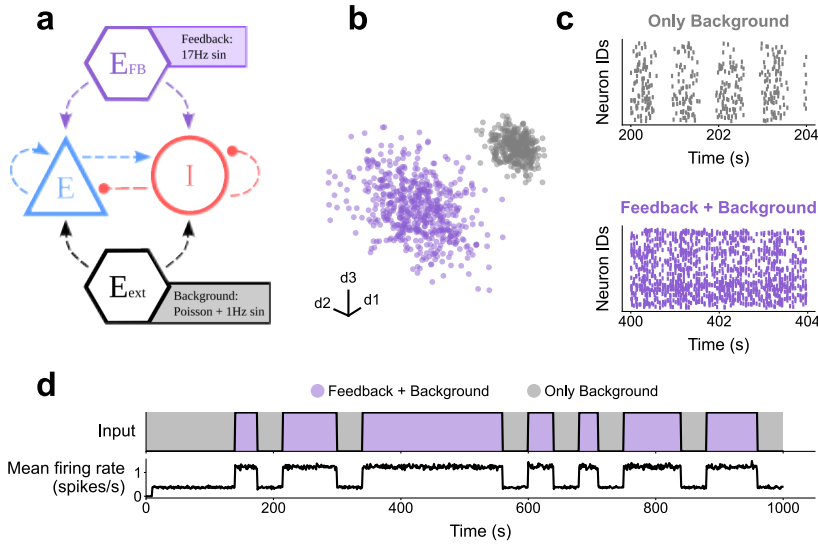 a
E FB
Feedback:
17Hz sin
E
I
E ext
Background:
Poisson + 1Hz sin
b
d3
d2
d1
c
Only Background
Neuron IDs
200
202
204
Time (s)
Feedback + Background
Neuron IDs
400
402
404
Time (s)
d
Feedback + Background
Only Background
Input
Mean firing rate
(spikes/s)
1
0
0
200
400
600
800
1000
Time (s)